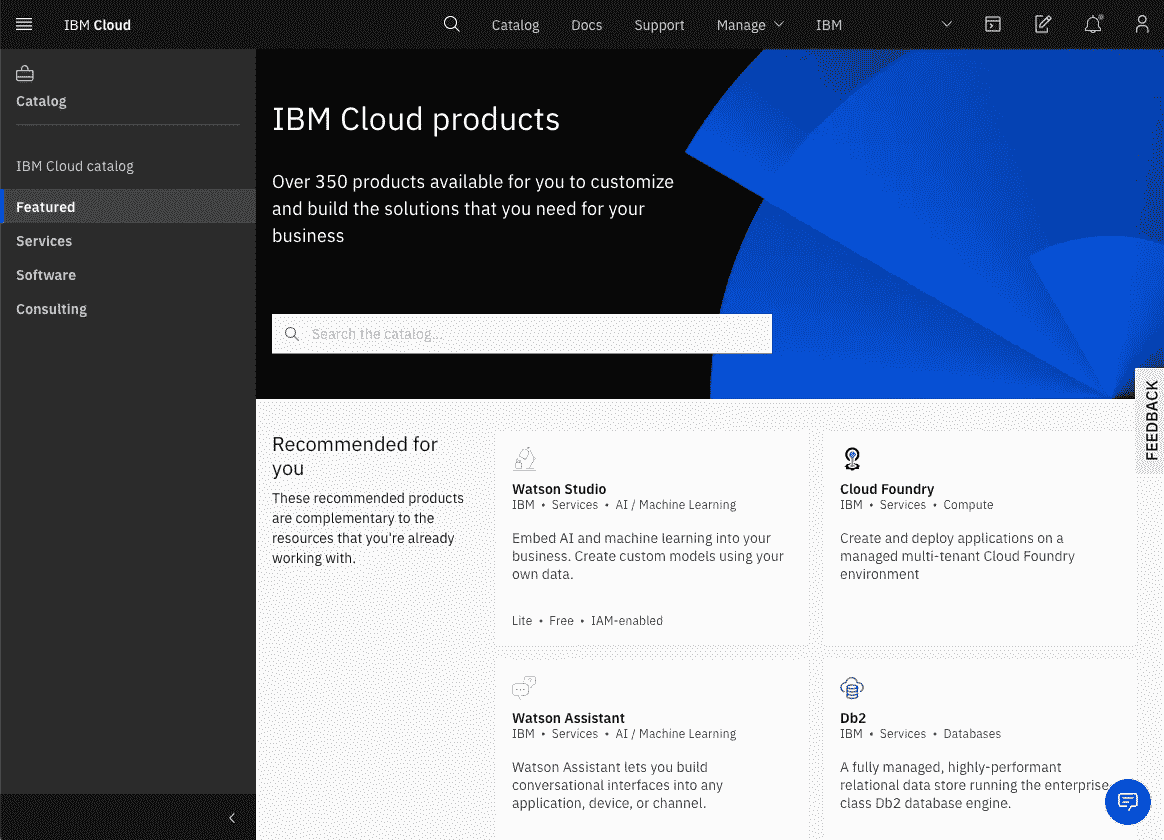 IBM Cloud
Catalog
Docs
Support
Manage
IBM
Catalog
IBM Cloud catalog
Featured
Services
Software
Consulting
IBM Cloud products
Over 350 products available for you to customize
and build the solutions that you need for your
business
Search the catalog...
FEEDBACK
Recommended for
you
These recommended products
are complementary to the
resources that you're already
working with.
Watson Studio
IBM • Services • AI / Machine Learning
Embed AI and machine learning into your
business. Create custom models using your
own data.
Lite • Free • IAM-enabled
Cloud Foundry
IBM • Services • Compute
Create and deploy applications on a
managed multi-tenant Cloud Foundry
environment
Watson Assistant
IBM • Services • AI / Machine Learning
Watson Assistant lets you build
conversational interfaces into any
application, device, or channel.
Db2
IBM • Services • Databases
A fully managed, highly-performant
relational data store running the enterprise
class Db2 database engine.